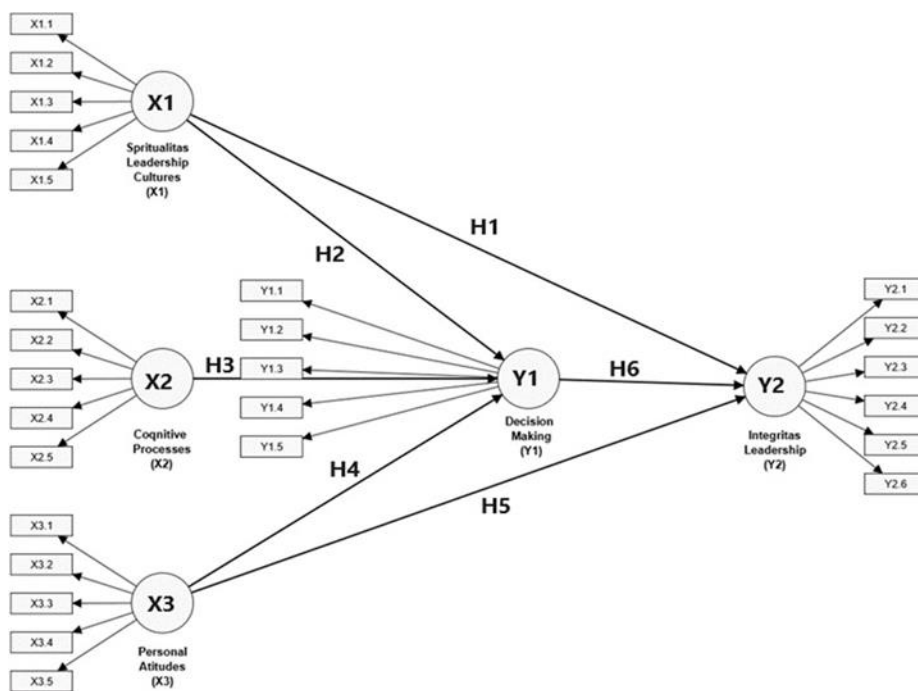 X1.1
X1.2
X1.3
X1.4
X1.5
X1
Spritualitas
Leadership
Cultures
(X1)
H1
H2
X2.1
X2.2
X2.3
X2.4
X2.5
X2
Coqnitive
Processes
(X2)
H3
Y1.1
Y1.2
Y1.3
Y1.4
Y1.5
Y1
Decision
Making
(Y1)
H6
Y2
Integritas
Leadership
(Y2)
Y2.1
Y2.2
Y2.3
Y2.4
Y2.5
Y2.6
H4
H5
X3.1
X3.2
X3.3
X3.4
X3.5
X3
Personal
Atitudes
(X3)